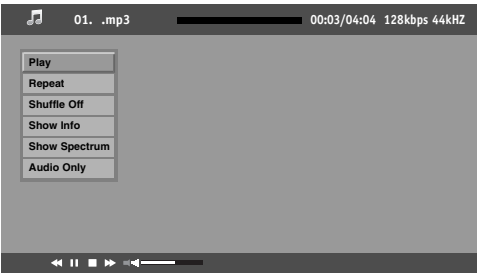 01. .mp3 00:03/04:04 128kbps 44kHZ
Play
Repeat
Shuffle Off
Show Info
Show Spectrum
Audio Only